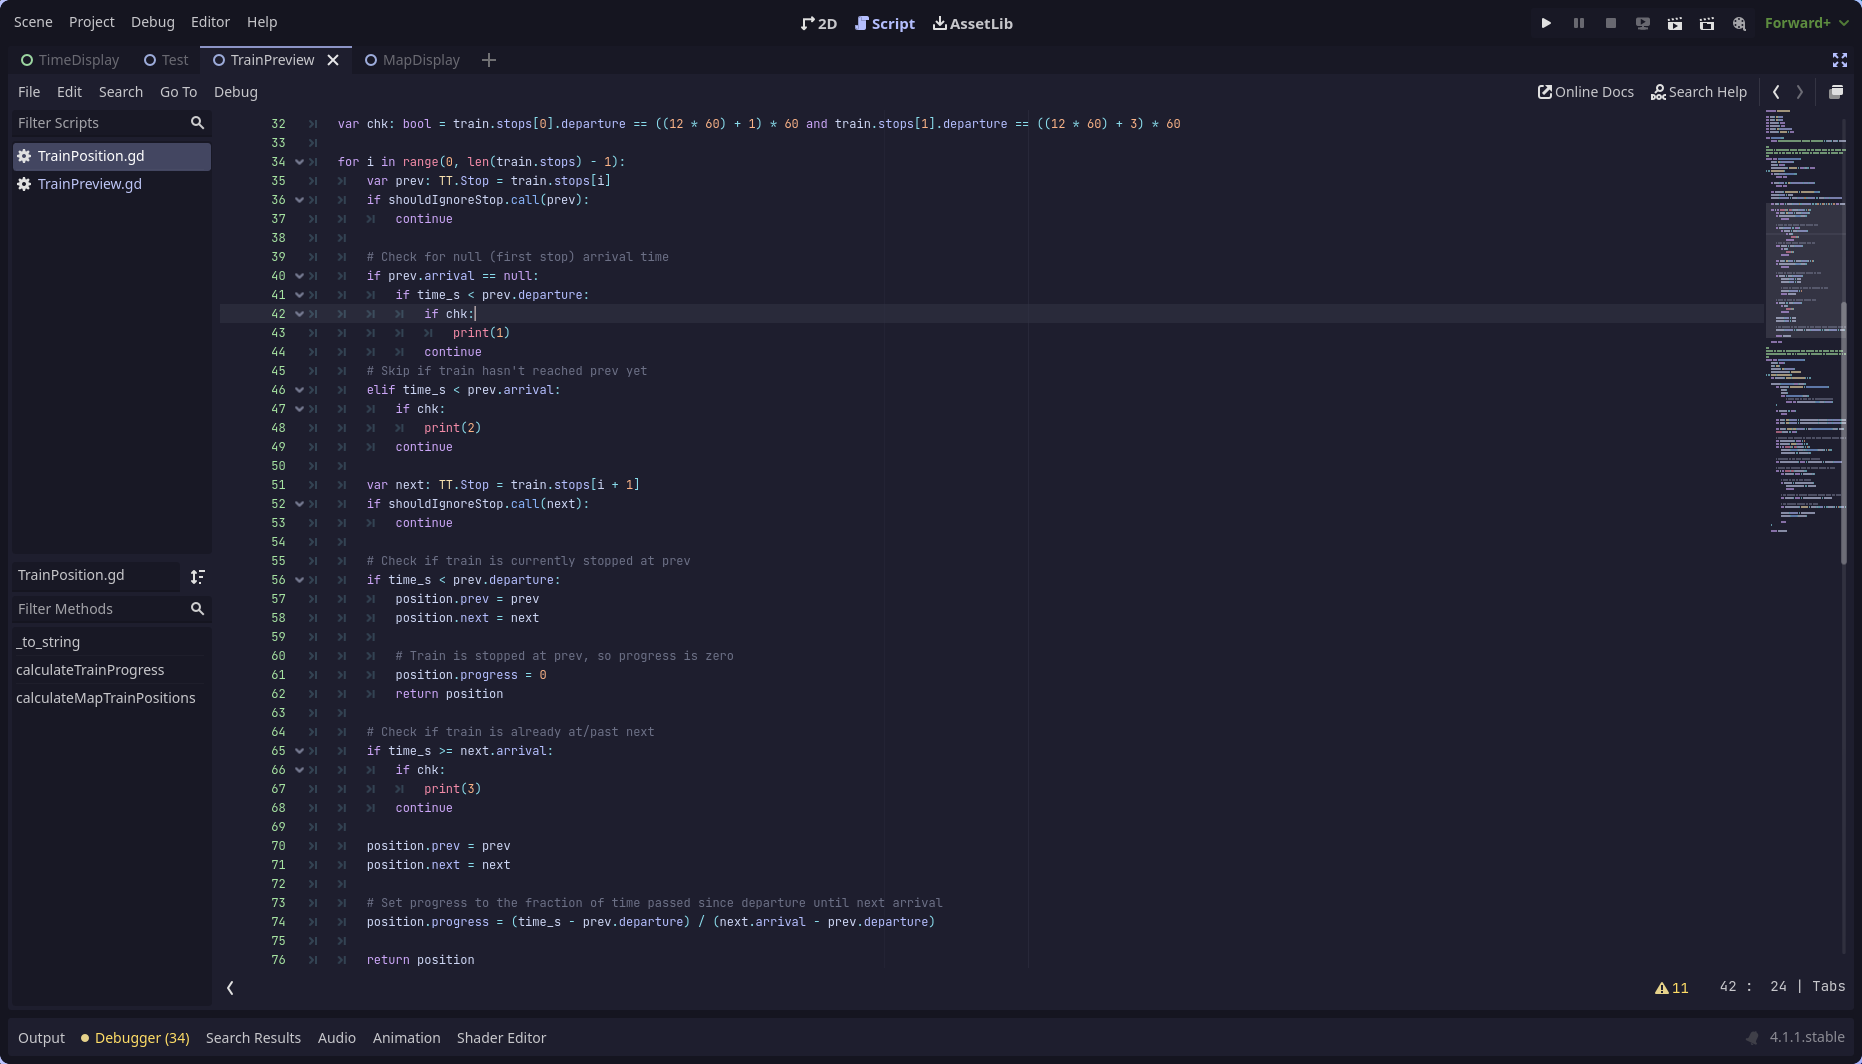 Scene Project Debug Editor Help 2D Script AssetLib Forward+
TimeDisplay Test TrainPreview MapDisplay
File Edit Search Go To Debug Online Docs Search Help
Filter Scripts
TrainPosition.gd
TrainPreview.gd
TrainPosition.gd
Filter Methods
_to_string
calculateTrainProgress
calculateMapTrainPositions
32 var chk: bool = train.stops[0].departure == ((12 * 60) + 1) * 60 and train.stops[1].departure == ((12 * 60) + 3) * 60
33
34 for i in range(0, len(train.stops) - 1):
35 var prev: TT.Stop = train.stops[i]
36 if shouldIgnoreStop.call(prev):
37 continue
38
39 # Check for null (first stop) arrival time
40 if prev.arrival == null:
41 if time_s < prev.departure:
42 if chk:
43 print(1)
44 continue
45 # Skip if train hasn't reached prev yet
46 elif time_s < prev.arrival:
47 if chk:
48 print(2)
49 continue
50
51 var next: TT.Stop = train.stops[i + 1]
52 if shouldIgnoreStop.call(next):
53 continue
54
55 # Check if train is currently stopped at prev
56 if time_s < prev.departure:
57 position.prev = prev
58 position.next = next
59
60 # Train is stopped at prev, so progress is zero
61 position.progress = 0
62 return position
63
64 # Check if train is already at/past next
65 if time_s >= next.arrival:
66 if chk:
67 print(3)
68 continue
69
70 position.prev = prev
71 position.next = next
72
73 # Set progress to the fraction of time passed since departure until next arrival
74 position.progress = (time_s - prev.departure) / (next.arrival - prev.departure)
75
76 return position
11 42 : 24 | Tabs
Output Debugger (34) Search Results Audio Animation Shader Editor 4.1.1.stable